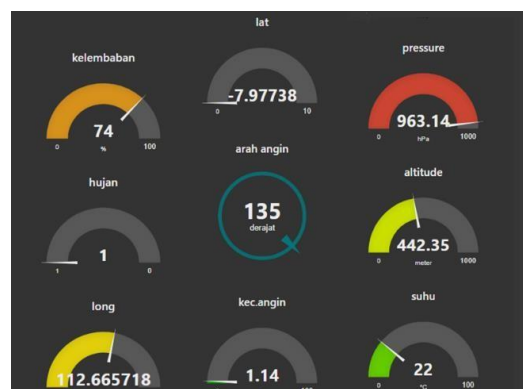 kelembaban
74
%
0
100
lat
-7.97738
0
10
pressure
963.14
hPa
0
1000
hujan
1
1
0
arah angin
135
derajat
altitude
442.35
meter
0
1000
long
112.665718
kec.angin
1.14
100
suhu
22
°C
0
100